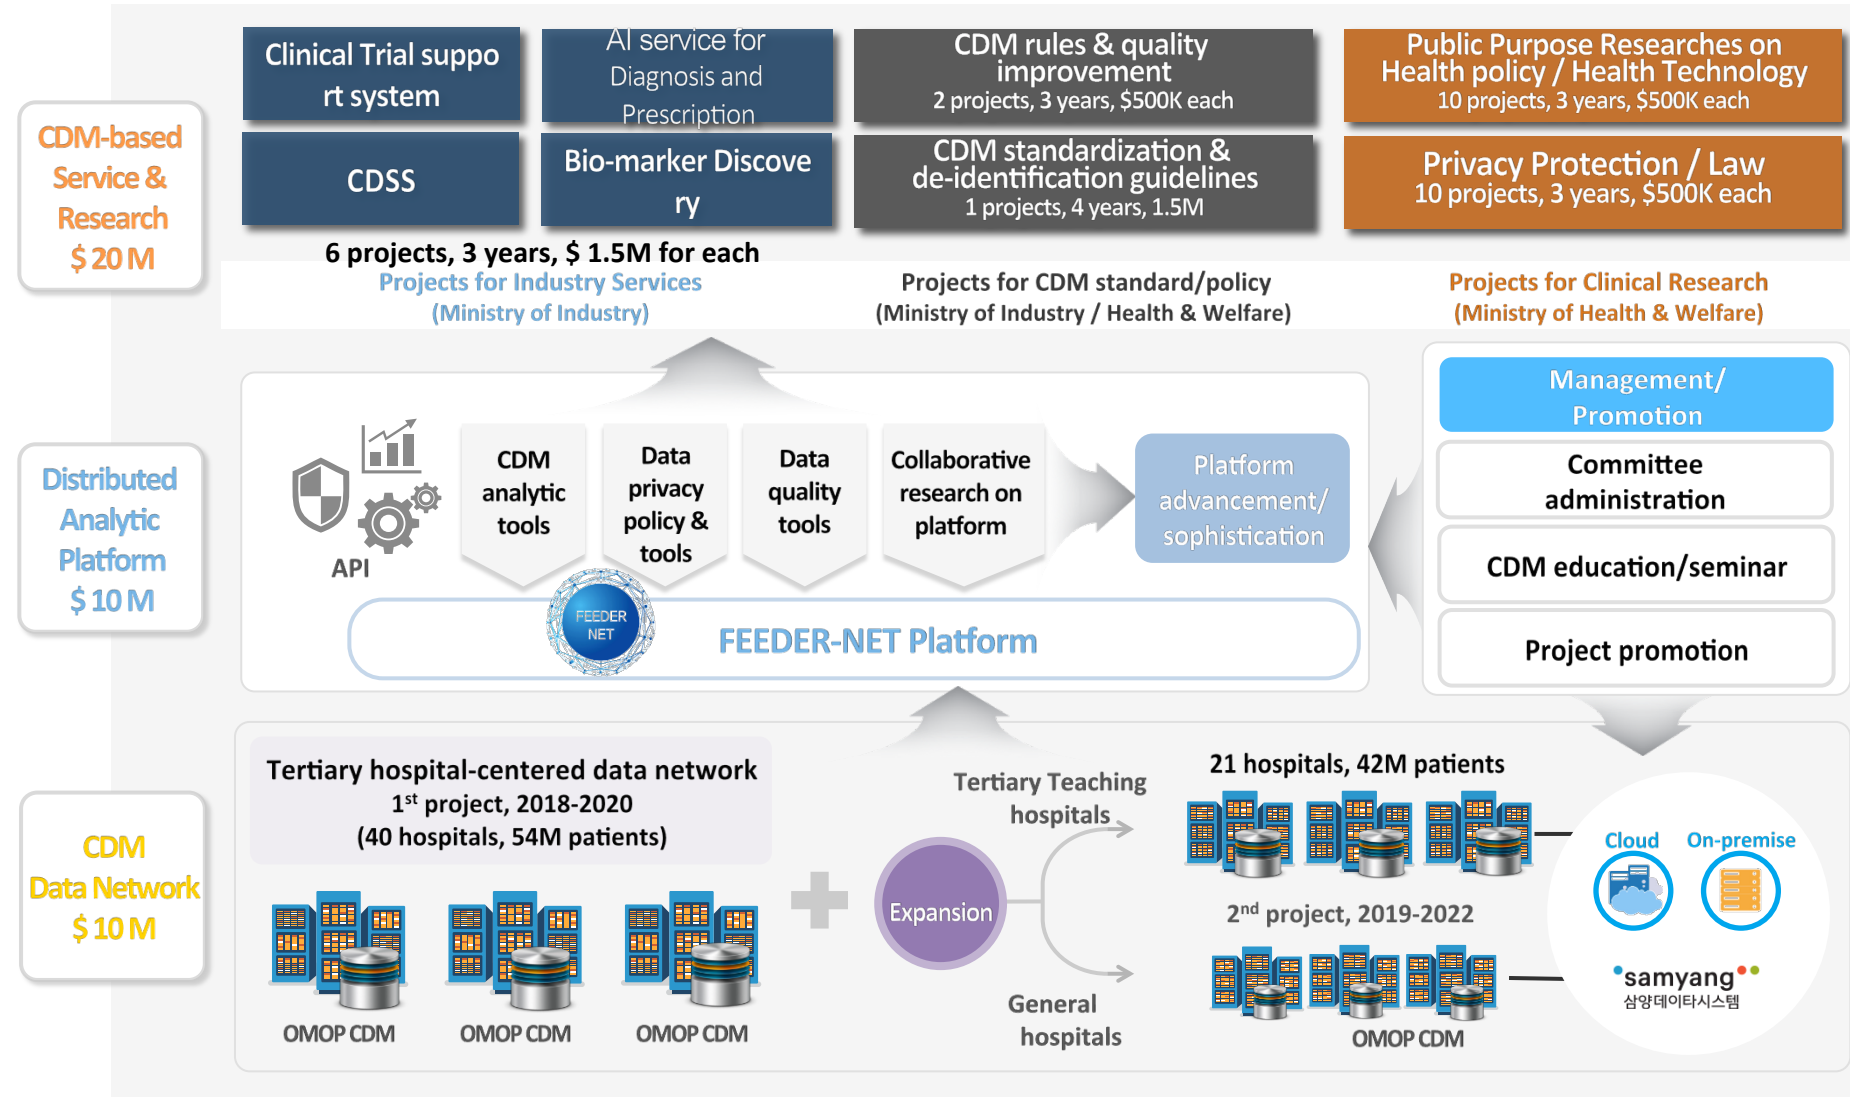 CDM-based
Service &
Research
$ 20 M
Clinical Trial suppo
rt system
AI service for
Diagnosis and
Prescription
CDSS
Bio-marker Discove
ry
6 projects, 3 years, $ 1.5M for each
Projects for Industry Services
(Ministry of Industry)
CDM rules & quality
improvement
2 projects, 3 years, $500K each
CDM standardization &
de-identification guidelines
1 projects, 4 years, 1.5M
Projects for CDM standard/policy
(Ministry of Industry / Health & Welfare)
Public Purpose Researches on
Health policy / Health Technology
10 projects, 3 years, $500K each
Privacy Protection / Law
10 projects, 3 years, $500K each
Projects for Clinical Research
(Ministry of Health & Welfare)
Distributed
Analytic
Platform
$ 10 M
API
CDM
analytic
tools
Data
privacy
policy &
tools
Data
quality
tools
Collaborative
research on
platform
Platform
advancement/
sophistication
FEEDER
NET
FEEDER-NET Platform
Management/
Promotion
Committee
administration
CDM education/seminar
Project promotion
CDM
Data Network
$ 10 M
Tertiary hospital-centered data network
1st project, 2018-2020
(40 hospitals, 54M patients)
OMOP CDM
OMOP CDM
OMOP CDM
Expansion
Tertiary Teaching
hospitals
General
hospitals
21 hospitals, 42M patients
2nd project, 2019-2022
OMOP CDM
Cloud
On-premise
samyang
삼양데이타시스템